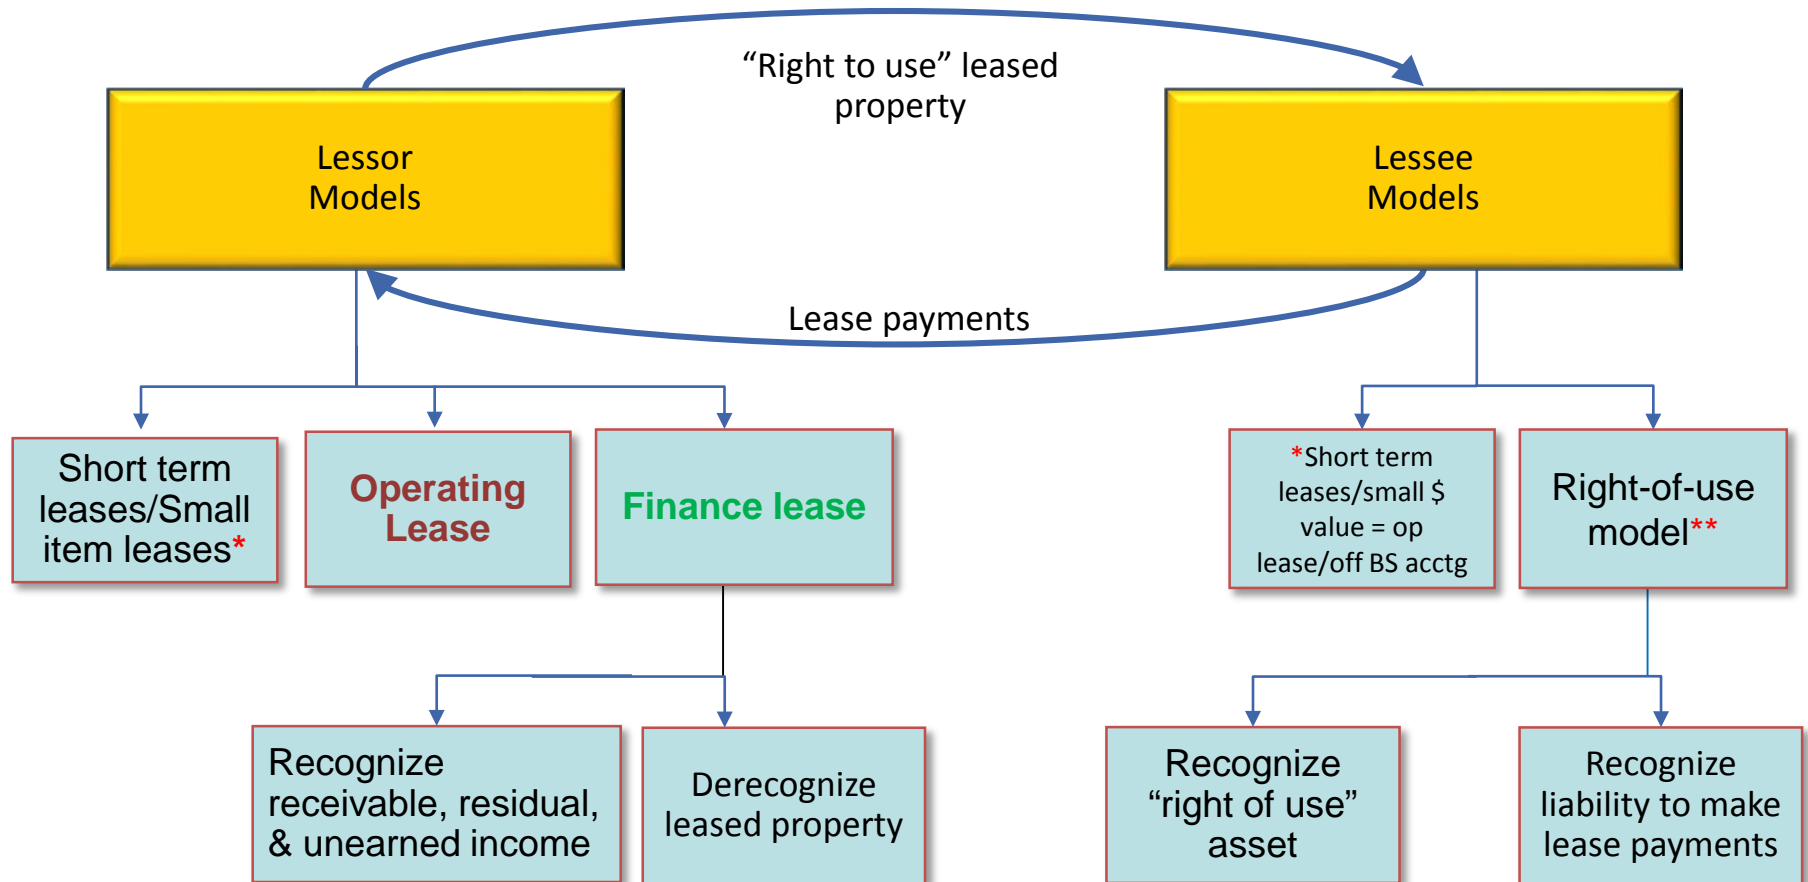 “Right to use” leased
property
Lessor
Models
Lessee
Models
Lease payments
Short term
leases/Small
item leases*
Operating
Lease
Finance lease
*Short term
leases/small $
value = op
lease/off BS acctg
Right-of-use
model**
Recognize
receivable, residual,
& unearned income
Derecognize
leased property
Recognize
“right of use”
asset
Recognize
liability to make
lease payments